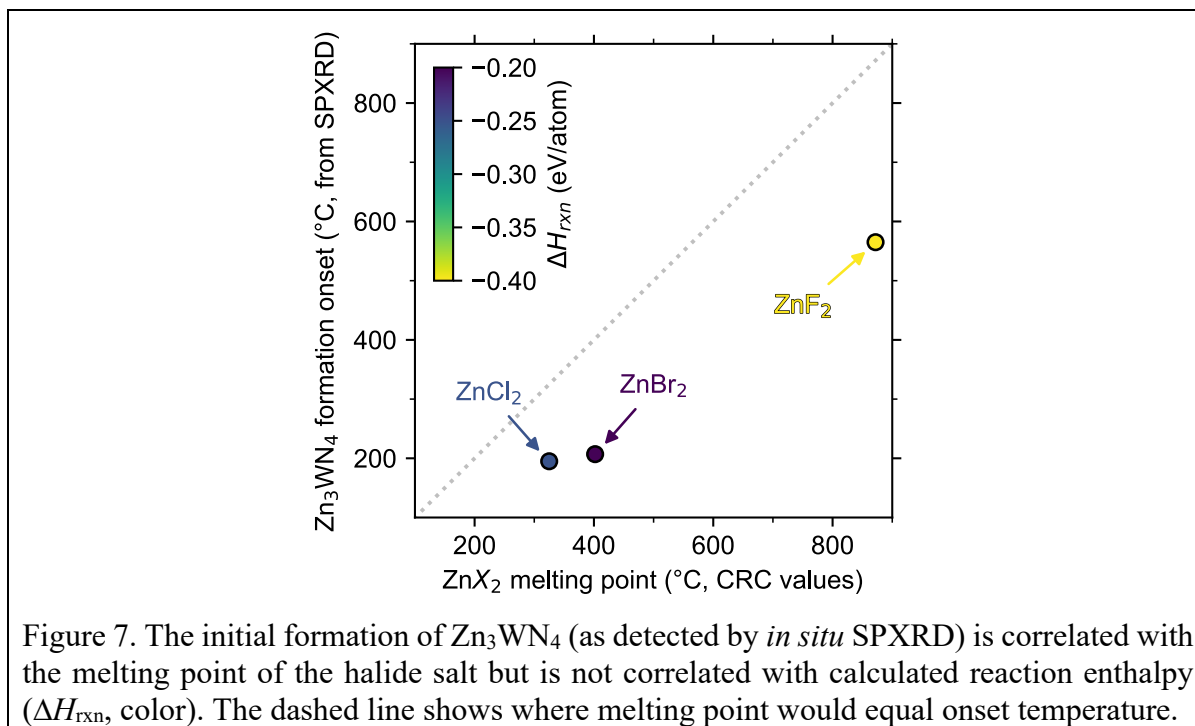 Zn₃WN₄ formation onset (°C, from SPXRD)
800
600
400
200
−0.20
−0.25
−0.30
−0.35
−0.40
ΔH_rxn (eV/atom)
ZnF₂
ZnCl₂
ZnBr₂
200
400
600
800
ZnX₂ melting point (°C, CRC values)
Figure 7. The initial formation of Zn₃WN₄ (as detected by in situ SPXRD) is correlated with
the melting point of the halide salt but is not correlated with calculated reaction enthalpy
(ΔH_rxn, color). The dashed line shows where melting point would equal onset temperature.